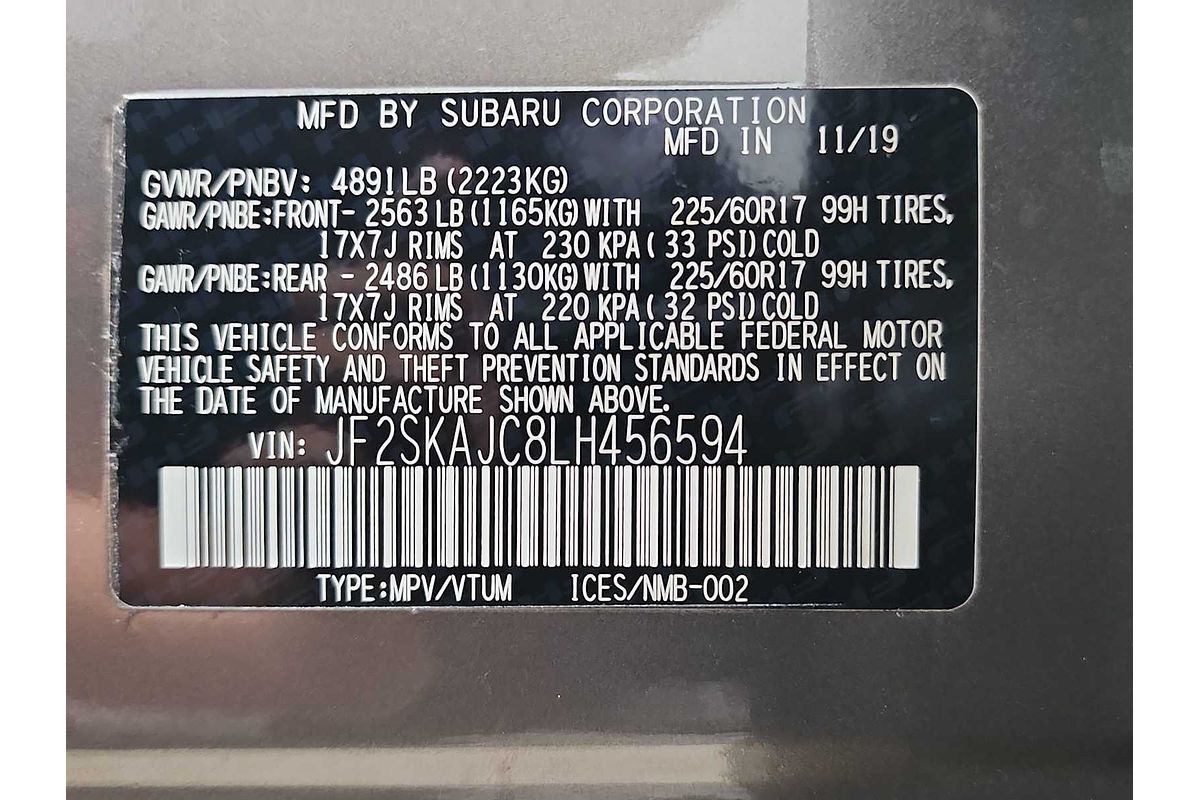 MFD BY SUBARU CORPORATION
MFD IN 11/19
GVWR/PNBV: 4891LB (2223KG)
GAWR/PNBE:FRONT- 2563LB (1165KG) WITH 225/60R17 99H TIRES,
17X7J RIMS AT 230 KPA ( 33 PSI) COLD
GAWR/PNBE:REAR - 2486LB (1130KG) WITH 225/60R17 99H TIRES,
17X7J RIMS AT 220 KPA ( 32 PSI) COLD
THIS VEHICLE CONFORMS TO ALL APPLICABLE FEDERAL MOTOR
VEHICLE SAFETY AND THEFT PREVENTION STANDARDS IN EFFECT ON
THE DATE OF MANUFACTURE SHOWN ABOVE.
VIN: JF2SKAJC8LH456594
TYPE:MPV/VTUM ICES/NMB-002